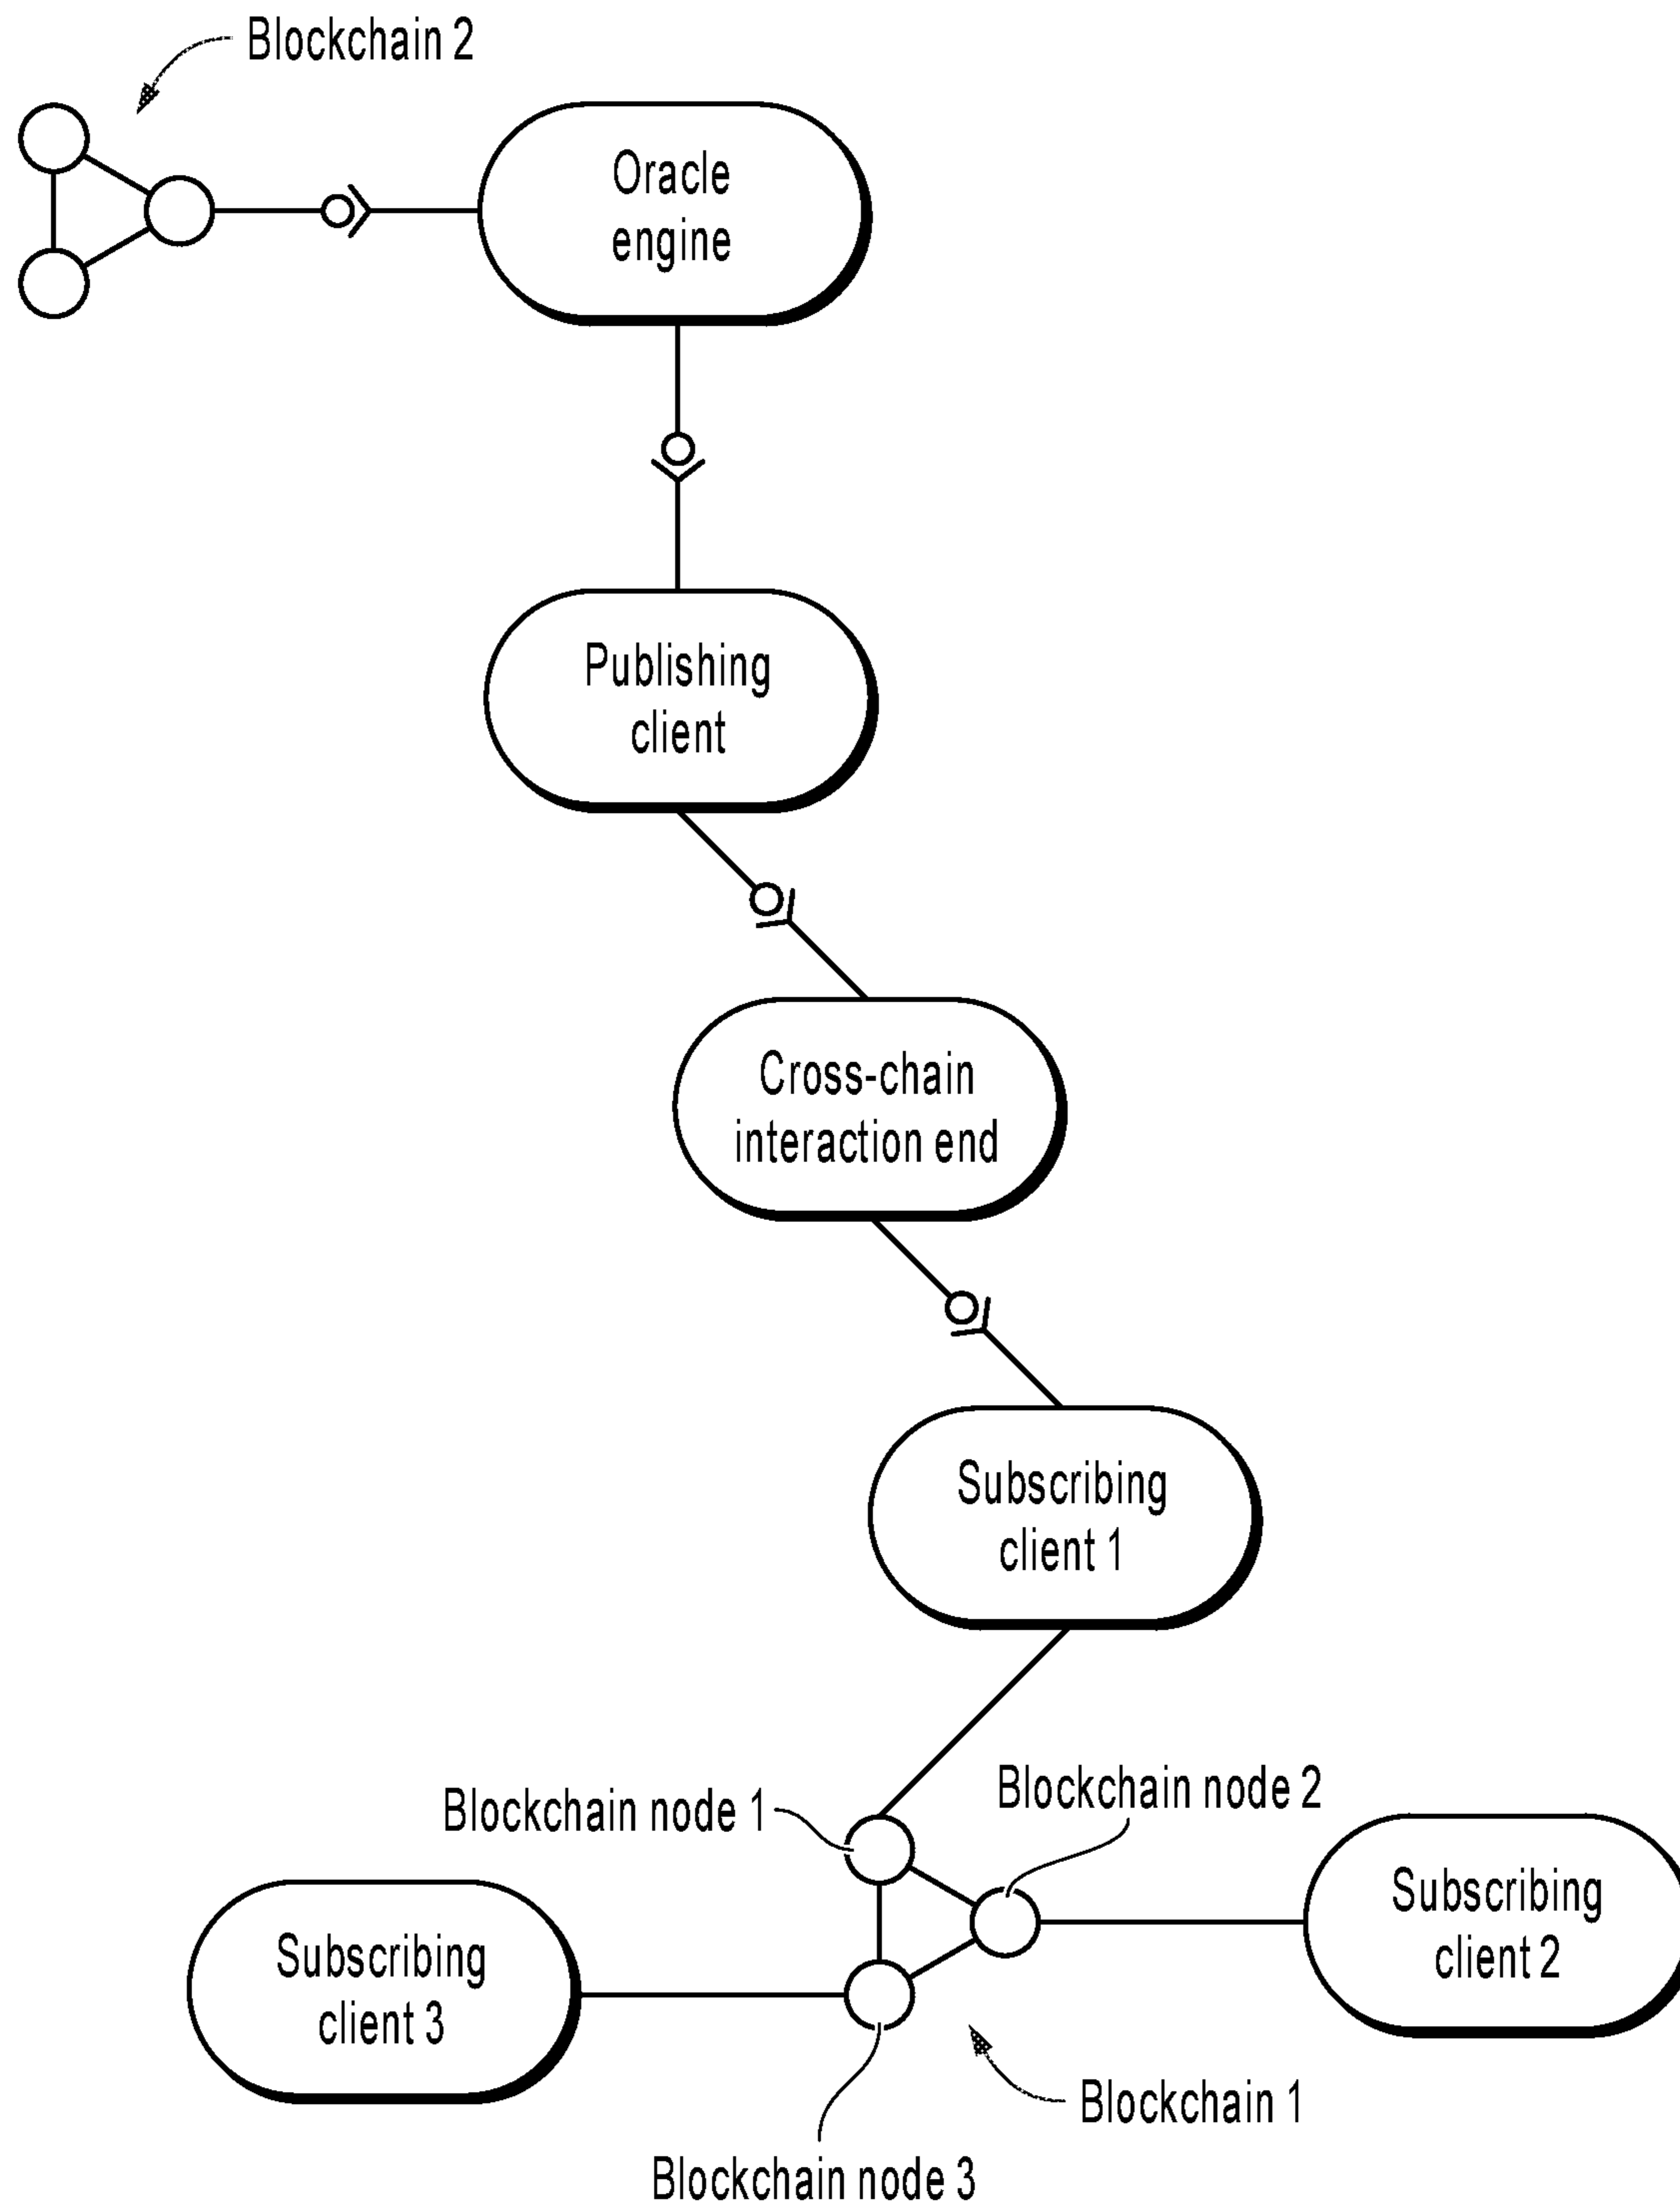 Blockchain 2
Oracle
engine
Publishing
client
Cross-chain
interaction end
Subscribing
client 1
Blockchain node 1
Blockchain node 2
Subscribing
client 2
Subscribing
client 3
Blockchain 1
Blockchain node 3